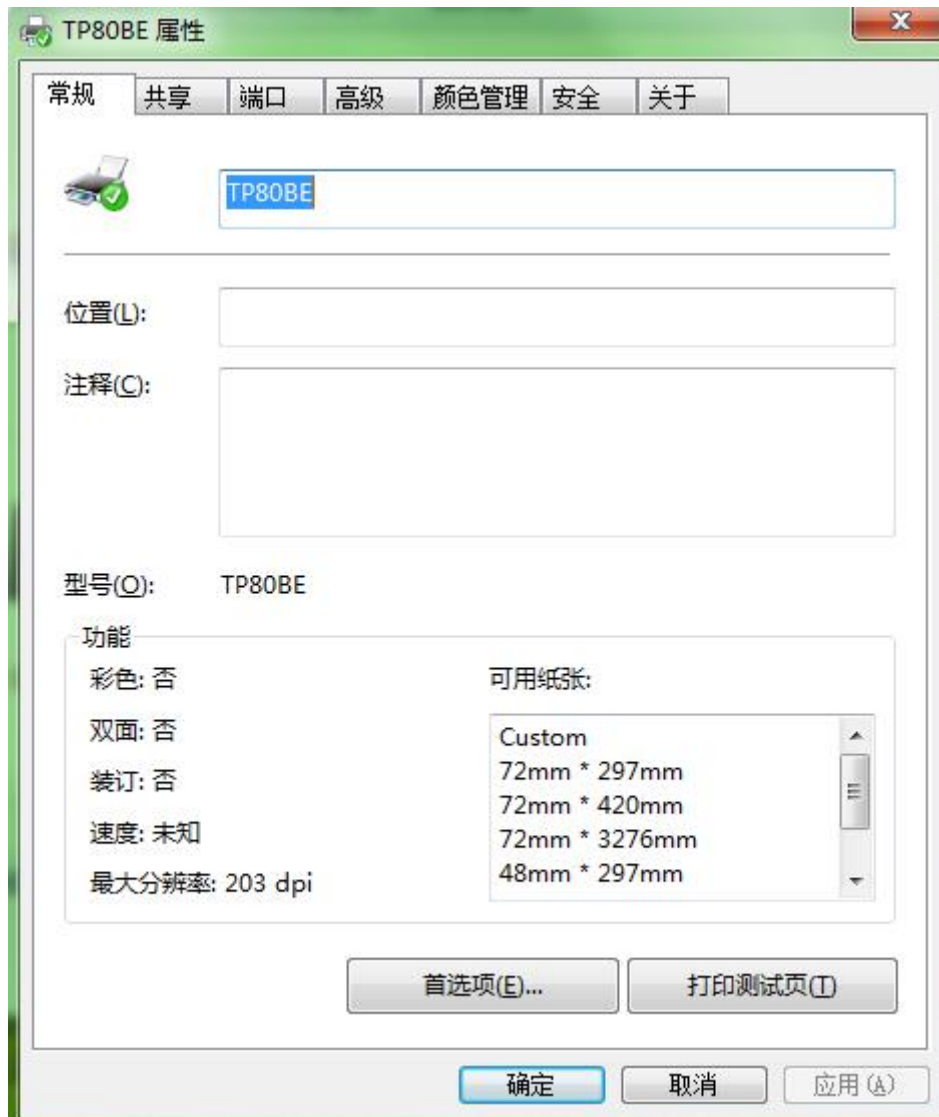 TP80BE 属性
常规 共享 端口 高级 颜色管理 安全 关于
TP80BE
位置(L):
注释(C):
型号(O): TP80BE
功能
彩色: 否
双面: 否
装订: 否
速度: 未知
最大分辨率: 203 dpi
可用纸张:
Custom
72mm * 297mm
72mm * 420mm
72mm * 3276mm
48mm * 297mm
首选项(E)... 打印测试页(T)
确定 取消 应用(A)